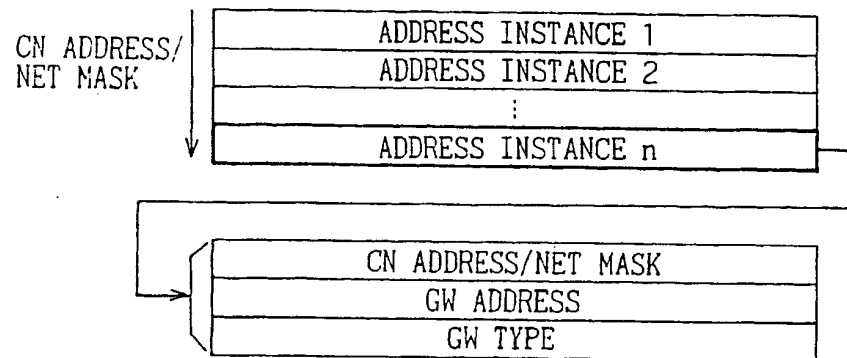 CN ADDRESS/
NET MASK
ADDRESS INSTANCE 1
ADDRESS INSTANCE 2
ADDRESS INSTANCE n
CN ADDRESS/NET MASK
GW ADDRESS
GW TYPE